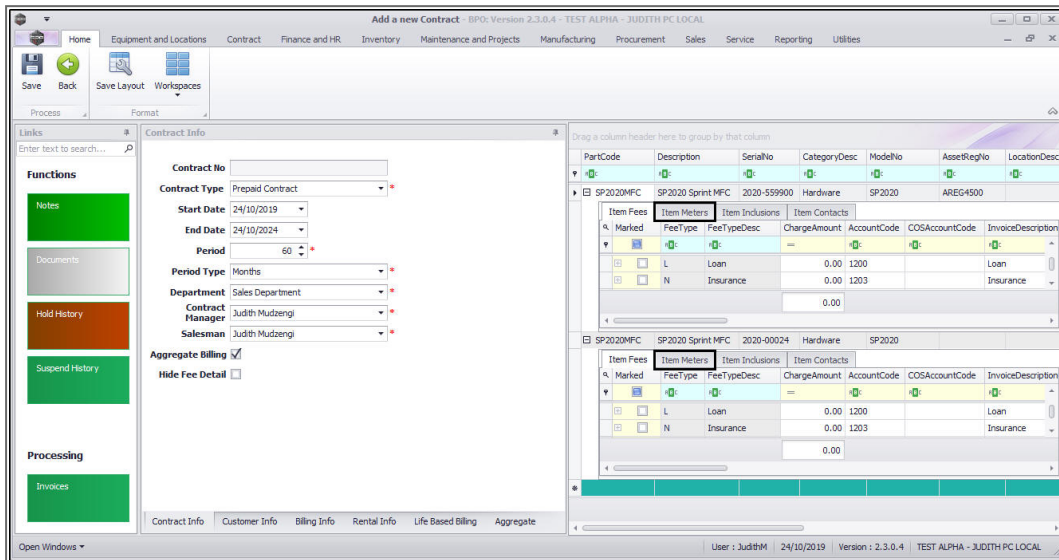 Add a new Contract - BPO: Version 2.3.0.4 - TEST ALPHA - JUDITH PC LOCAL
Home Equipment and Locations Contract Finance and HR Inventory Maintenance and Projects Manufacturing Procurement Sales Service Reporting Utilities
Save Back Save Layout Workspaces
Process Format
Links
Enter text to search...
Functions
Notes
Documents
Hold History
Suspend History
Processing
Invoices
Contract Info
Contract No
Contract Type Prepaid Contract *
Start Date 24/10/2019
End Date 24/10/2024
Period 60 *
Period Type Months *
Department Sales Department *
Contract Manager Judith Mudzengi *
Salesman Judith Mudzengi *
Aggregate Billing
Hide Fee Detail
Contract Info Customer Info Billing Info Rental Info Life Based Billing Aggregate
Drag a column header here to group by that column
PartCode Description SerialNo CategoryDesc ModelNo AssetRegNo LocationDesc
SP2020MFC SP2020 Sprint MFC 2020-559900 Hardware SP2020 AREG4500
Item Fees Item Meters Item Inclusions Item Contacts
Marked FeeType FeeTypeDesc ChargeAmount AccountCode COSAccountCode InvoiceDescription
=
L Loan 0.00 1200 Loan
N Insurance 0.00 1203 Insurance
0.00
SP2020MFC SP2020 Sprint MFC 2020-00024 Hardware SP2020
Item Fees Item Meters Item Inclusions Item Contacts
Marked FeeType FeeTypeDesc ChargeAmount AccountCode COSAccountCode InvoiceDescription
=
L Loan 0.00 1200 Loan
N Insurance 0.00 1203 Insurance
0.00
Open Windows User : JudithM 24/10/2019 Version : 2.3.0.4 TEST ALPHA - JUDITH PC LOCAL